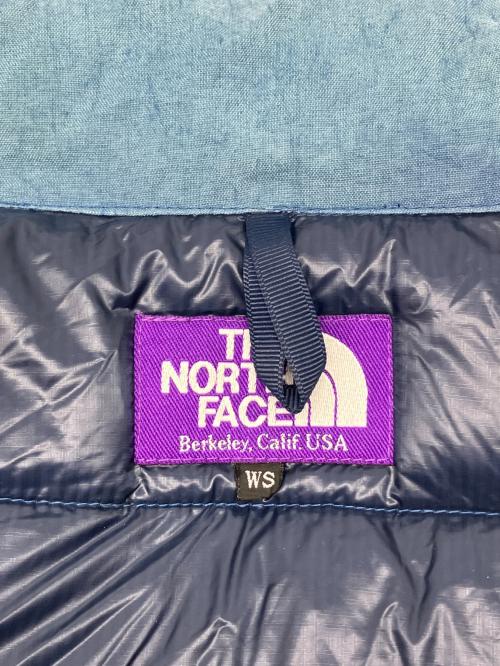 THE
NORTH
FACE
Berkeley, Calif. USA
WS